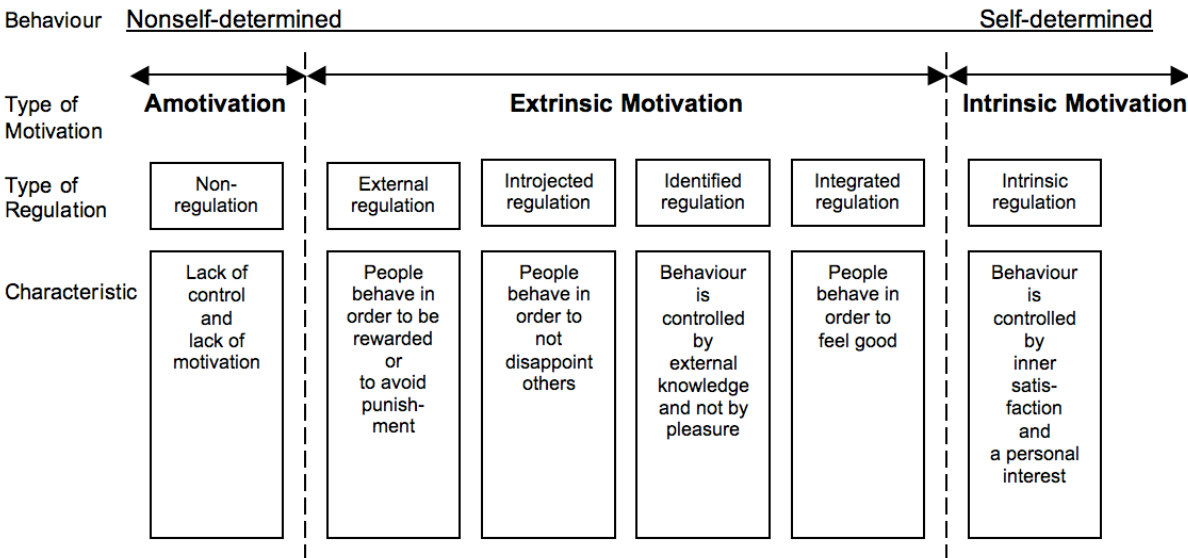 Behaviour Nonself-determined Self-determined
Type of
Motivation
Amotivation Extrinsic Motivation Intrinsic Motivation
Type of
Regulation
Non-
regulation
External
regulation
Introjected
regulation
Identified
regulation
Integrated
regulation
Intrinsic
regulation
Characteristic
Lack of
control
and
lack of
motivation
People
behave in
order to be
rewarded
or
to avoid
punish-
ment
People
behave in
order to
not
disappoint
others
Behaviour
is
controlled
by
external
knowledge
and not by
pleasure
People
behave in
order to
feel good
Behaviour
is
controlled
by
inner
satis-
faction
and
a personal
interest